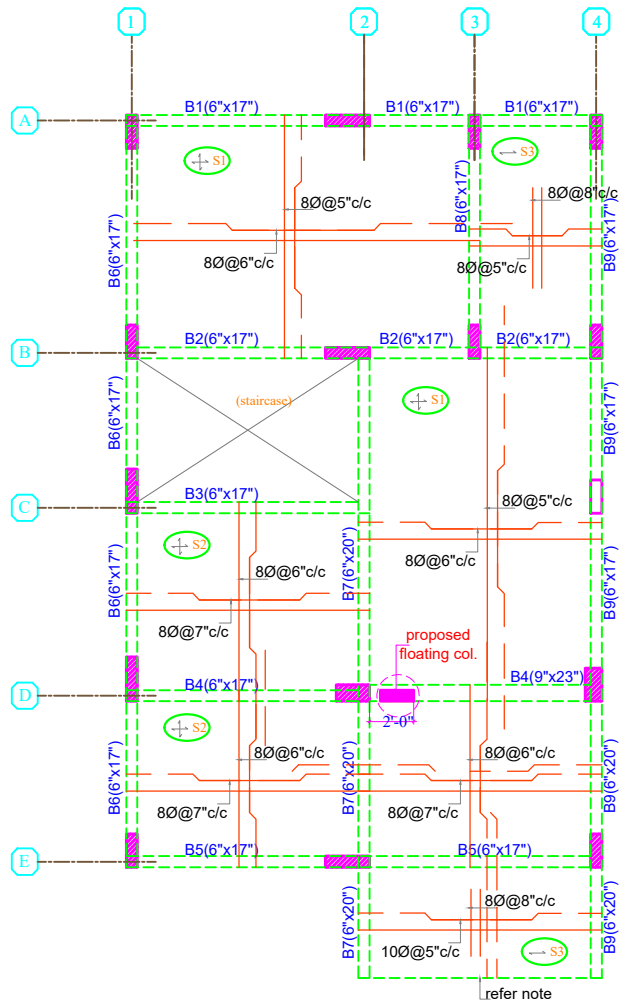 1
2
3
4
A
B1(6"x17")
B1(6"x17")
B1(6"x17")
S1
S3
8Ø@5"c/c
8Ø@8"c/c
B6(6"x17")
B8(6"x17")
B9(6"x17")
8Ø@6"c/c
8Ø@5"c/c
B
B2(6"x17")
B2(6"x17")
B2(6"x17")
B6(6"x17")
(staircase)
S1
B9(6"x17")
B3(6"x17")
C
8Ø@5"c/c
S2
8Ø@6"c/c
B6(6"x17")
8Ø@6"c/c
B7(6"x20")
B9(6"x17")
8Ø@7"c/c
proposed
floating col.
D
B4(6"x17")
B4(9"x23")
2'-0"
S2
8Ø@6"c/c
8Ø@6"c/c
B6(6"x17")
B7(6"x20")
B9(6"x20")
8Ø@7"c/c
8Ø@7"c/c
E
B5(6"x17")
B5(6"x17")
8Ø@8"c/c
B7(6"x20")
B9(6"x20")
10Ø@5"c/c
S3
refer note